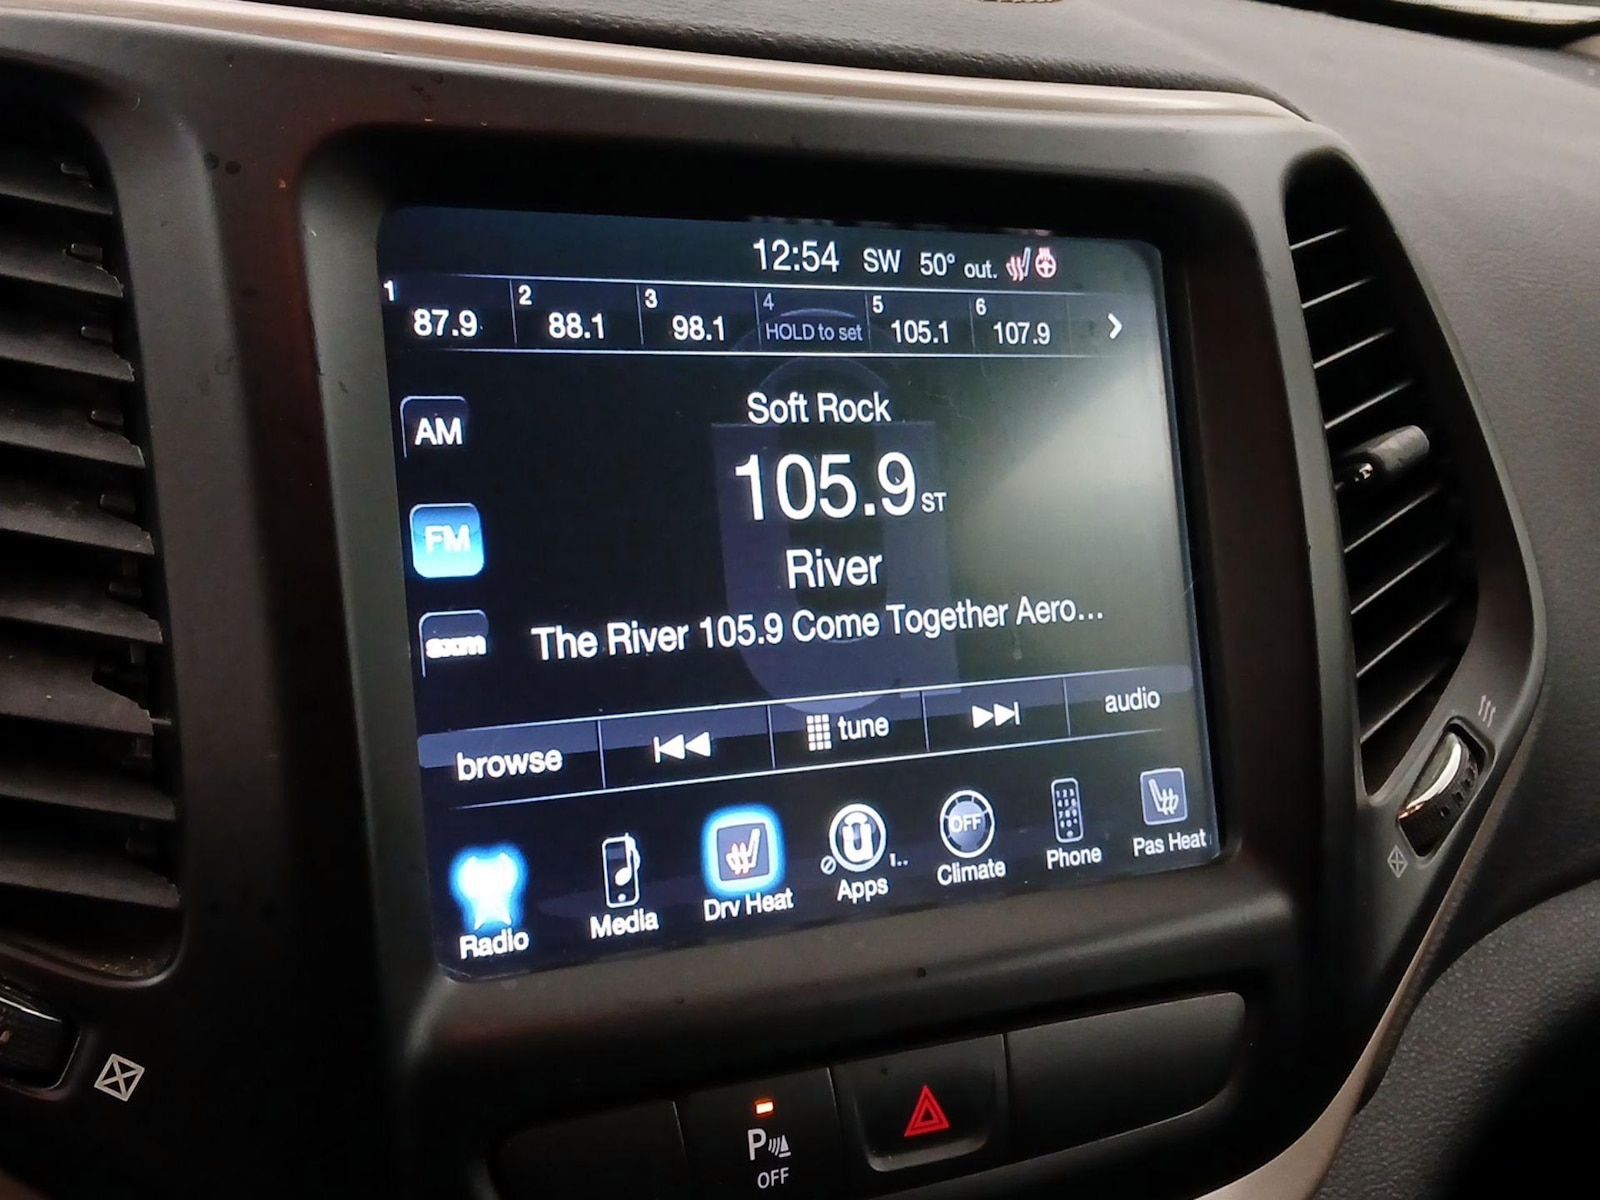 12:54 SW 50° out.
1 87.9 2 88.1 3 98.1 4 HOLD to set 5 105.1 6 107.9
Soft Rock
AM
105.9 ST
FM
River
sxm
The River 105.9 Come Together Aero...
browse tune audio
Radio Media Drv Heat Apps OFF Climate Phone Pas Heat
P
OFF